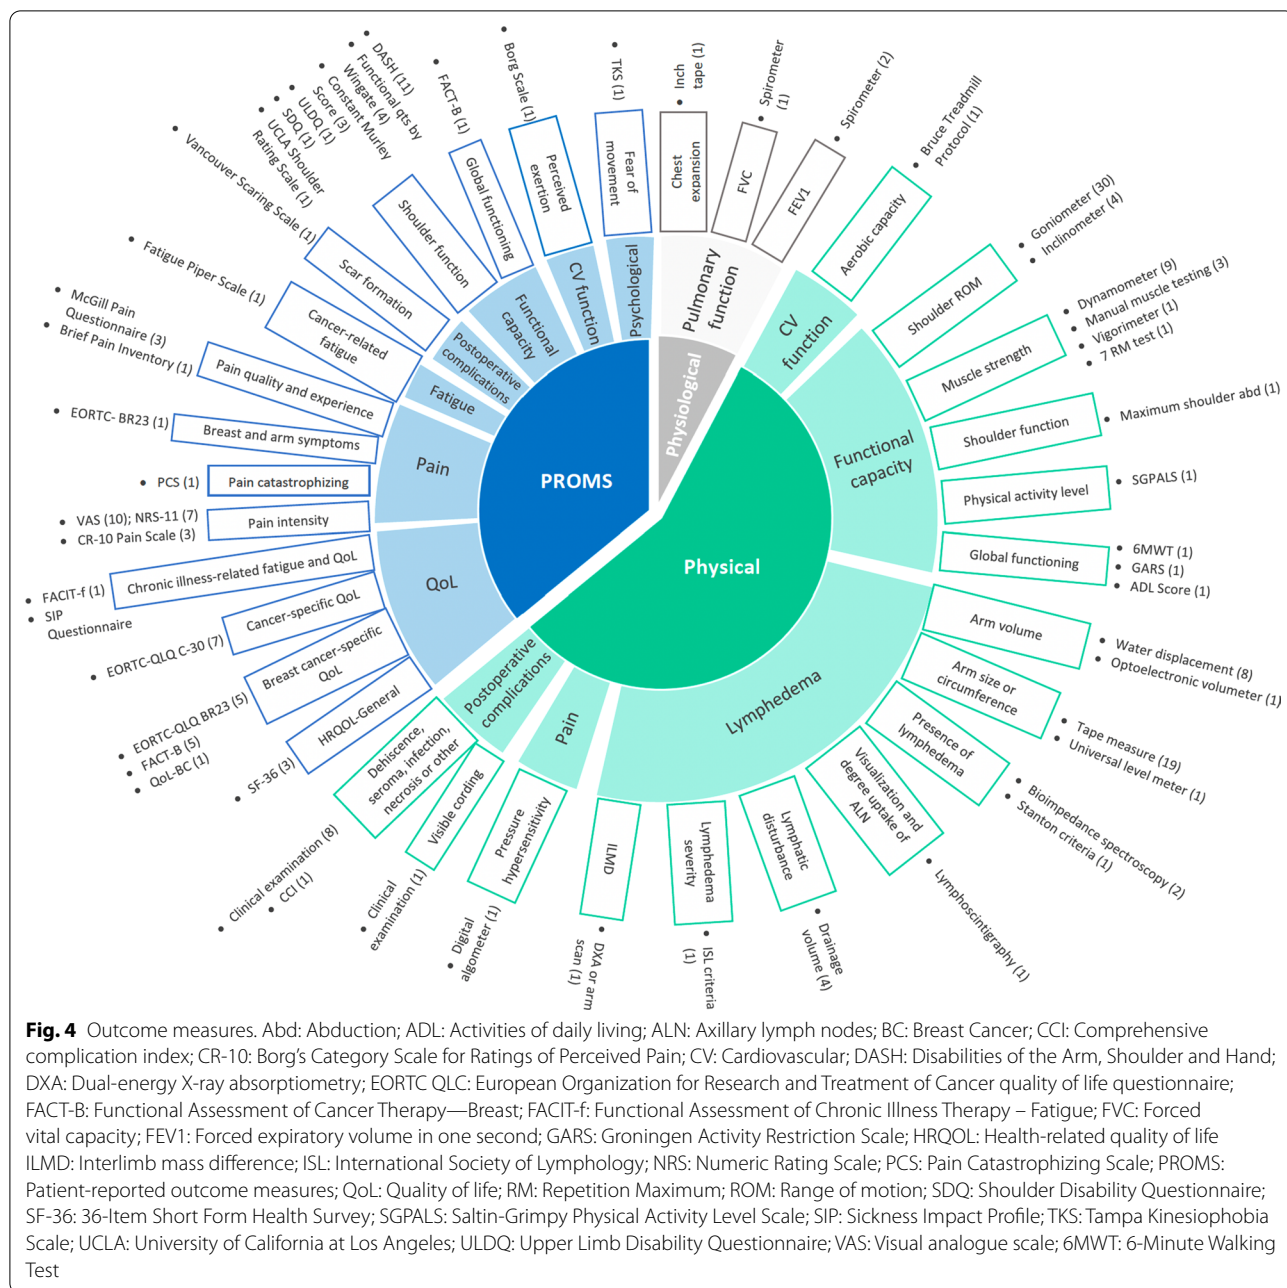 PROMS
Physiological
Physical
Psychological
CV function
Functional
capacity
Postoperative
complications
Fatigue
Pain
QoL
Pulmonary
function
CV
function
Functional
capacity
Lymphedema
Pain
Postoperative
complications
Fear of
movement
• TKS (1)
Perceived
exertion
• Borg Scale (1)
Global functioning
• FACT-B (1)
Shoulder function
• DASH (11)
• Functional qts by
Wingate (4)
• Constant Murley
Score (3)
• ULDQ (1)
• SDQ (1)
• UCLA Shoulder
Rating Scale (1)
Scar formation
• Vancouver Scaring Scale (1)
Cancer-related
fatigue
• Fatigue Piper Scale (1)
Pain quality and experience
• McGill Pain
Questionnaire (3)
• Brief Pain Inventory (1)
Breast and arm symptoms
• EORTC- BR23 (1)
Pain catastrophizing
• PCS (1)
Pain intensity
• VAS (10); NRS-11 (7)
• CR-10 Pain Scale (3)
Chronic illness-related fatigue and QoL
• FACIT-f (1)
• SIP
Questionnaire
Cancer-specific QoL
• EORTC-QLQ C-30 (7)
Breast cancer-specific
QoL
• EORTC-QLQ BR23 (5)
• FACT-B (5)
• QoL-BC (1)
HRQOL-General
• SF-36 (3)
Chest
expansion
• Inch
tape (1)
FVC
• Spirometer
(1)
FEV1
• Spirometer (2)
Aerobic capacity
• Bruce Treadmill
Protocol (1)
Shoulder ROM
• Goniometer (30)
• Inclinometer (4)
Muscle strength
• Dynamometer (9)
• Manual muscle testing (3)
• Vigorimeter (1)
• 7 RM test (1)
Shoulder function
• Maximum shoulder abd (1)
Physical activity level
• SGPALS (1)
Global functioning
• 6MWT (1)
• GARS (1)
• ADL Score (1)
Arm volume
• Water displacement (8)
• Optoelectronic volumeter (1)
Arm size or
circumference
• Tape measure (19)
• Universal level meter (1)
Presence of
lymphedema
• Bioimpedance spectroscopy (2)
• Stanton criteria (1)
Visualization and
degree uptake of
ALN
• Lymphoscintigraphy (1)
Lymphatic
disturbance
• Drainage
volume (4)
Lymphedema
severity
• ISL criteria
(1)
ILMD
• DXA or arm
scan (1)
Pressure
hypersensitivity
• Digital
algometer (1)
Visible cording
• Clinical
examination (1)
Dehiscence,
seroma, infection,
necrosis or other
• Clinical examination (8)
• CCI (1)
Fig. 4 Outcome measures. Abd: Abduction; ADL: Activities of daily living; ALN: Axillary lymph nodes; BC: Breast Cancer; CCI: Comprehensive
complication index; CR-10: Borg's Category Scale for Ratings of Perceived Pain; CV: Cardiovascular; DASH: Disabilities of the Arm, Shoulder and Hand;
DXA: Dual-energy X-ray absorptiometry; EORTC QLC: European Organization for Research and Treatment of Cancer quality of life questionnaire;
FACT-B: Functional Assessment of Cancer Therapy—Breast; FACIT-f: Functional Assessment of Chronic Illness Therapy – Fatigue; FVC: Forced
vital capacity; FEV1: Forced expiratory volume in one second; GARS: Groningen Activity Restriction Scale; HRQOL: Health-related quality of life
ILMD: Interlimb mass difference; ISL: International Society of Lymphology; NRS: Numeric Rating Scale; PCS: Pain Catastrophizing Scale; PROMS:
Patient-reported outcome measures; QoL: Quality of life; RM: Repetition Maximum; ROM: Range of motion; SDQ: Shoulder Disability Questionnaire;
SF-36: 36-Item Short Form Health Survey; SGPALS: Saltin-Grimpy Physical Activity Level Scale; SIP: Sickness Impact Profile; TKS: Tampa Kinesiophobia
Scale; UCLA: University of California at Los Angeles; ULDQ: Upper Limb Disability Questionnaire; VAS: Visual analogue scale; 6MWT: 6-Minute Walking
Test